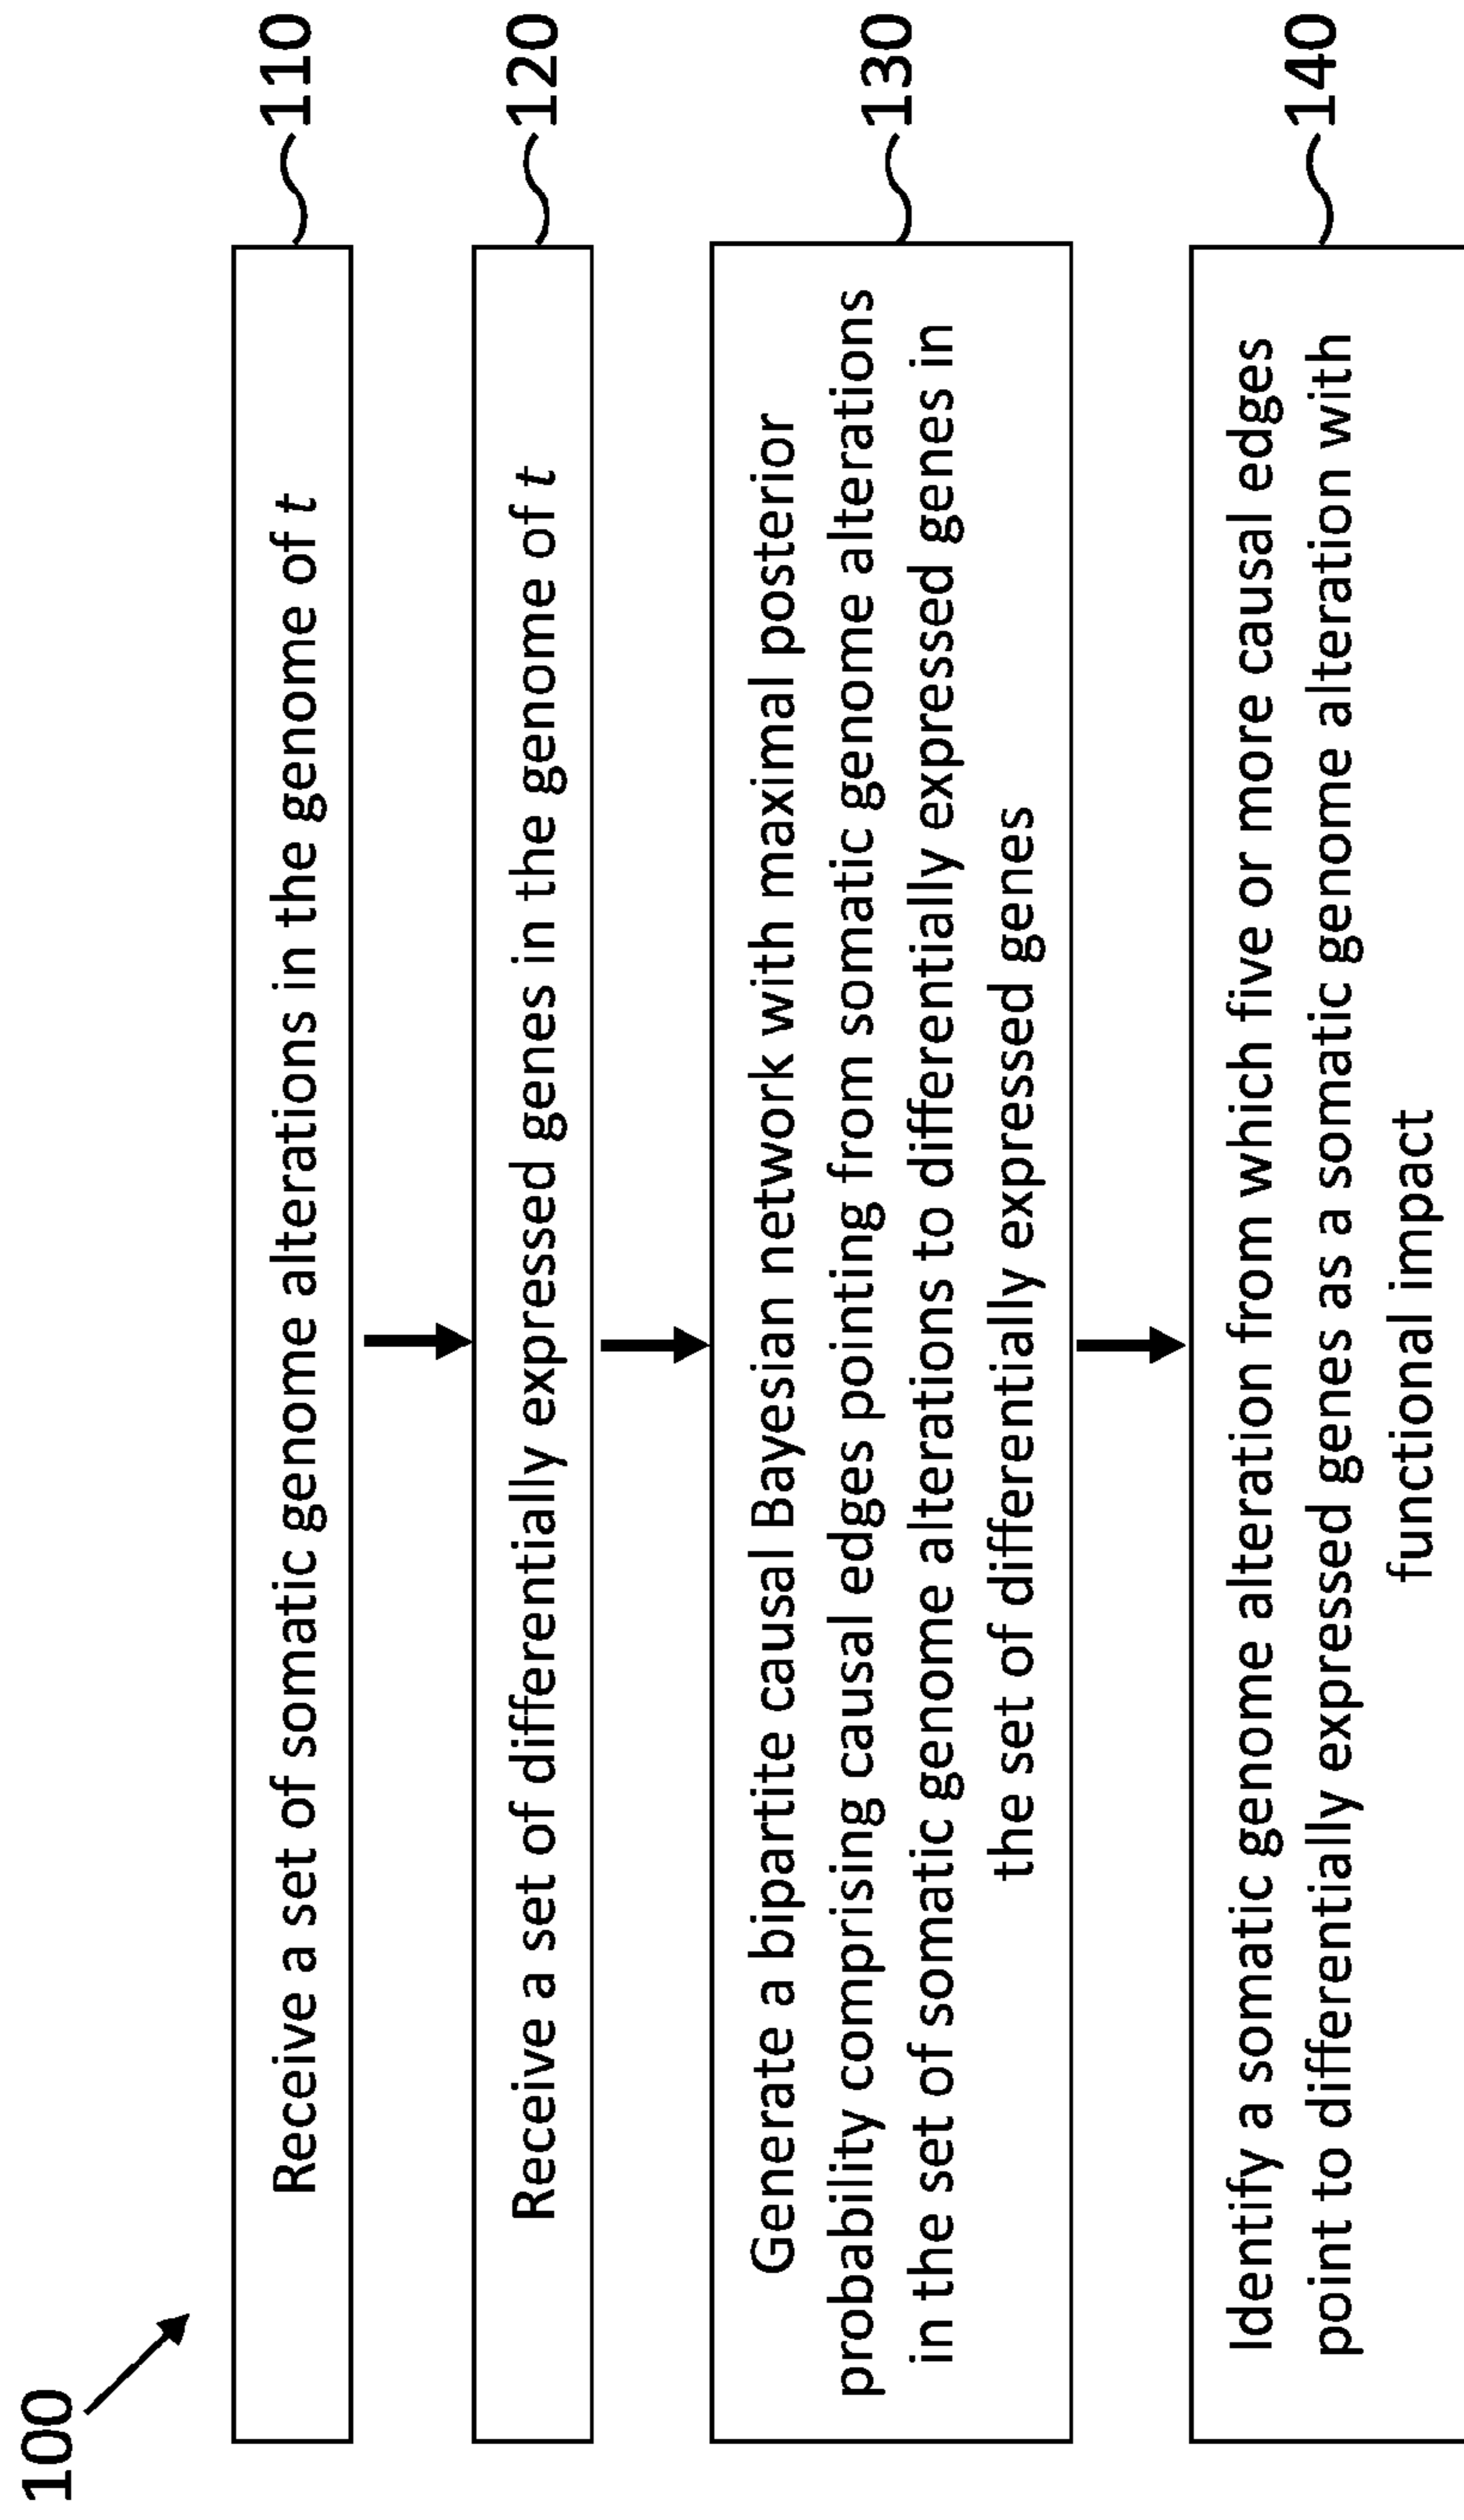 100
Receive a set of somatic genome alterations in the genome of t
110
Receive a set of differentially expressed genes in the genome of t
120
Generate a bipartite causal Bayesian network with maximal posterior
probability comprising causal edges pointing from somatic genome alterations
in the set of somatic genome alterations to differentially expressed genes in
the set of differentially expressed genes
130
Identify a somatic genome alteration from which five or more causal edges
point to differentially expressed genes as a somatic genome alteration with
functional impact
140